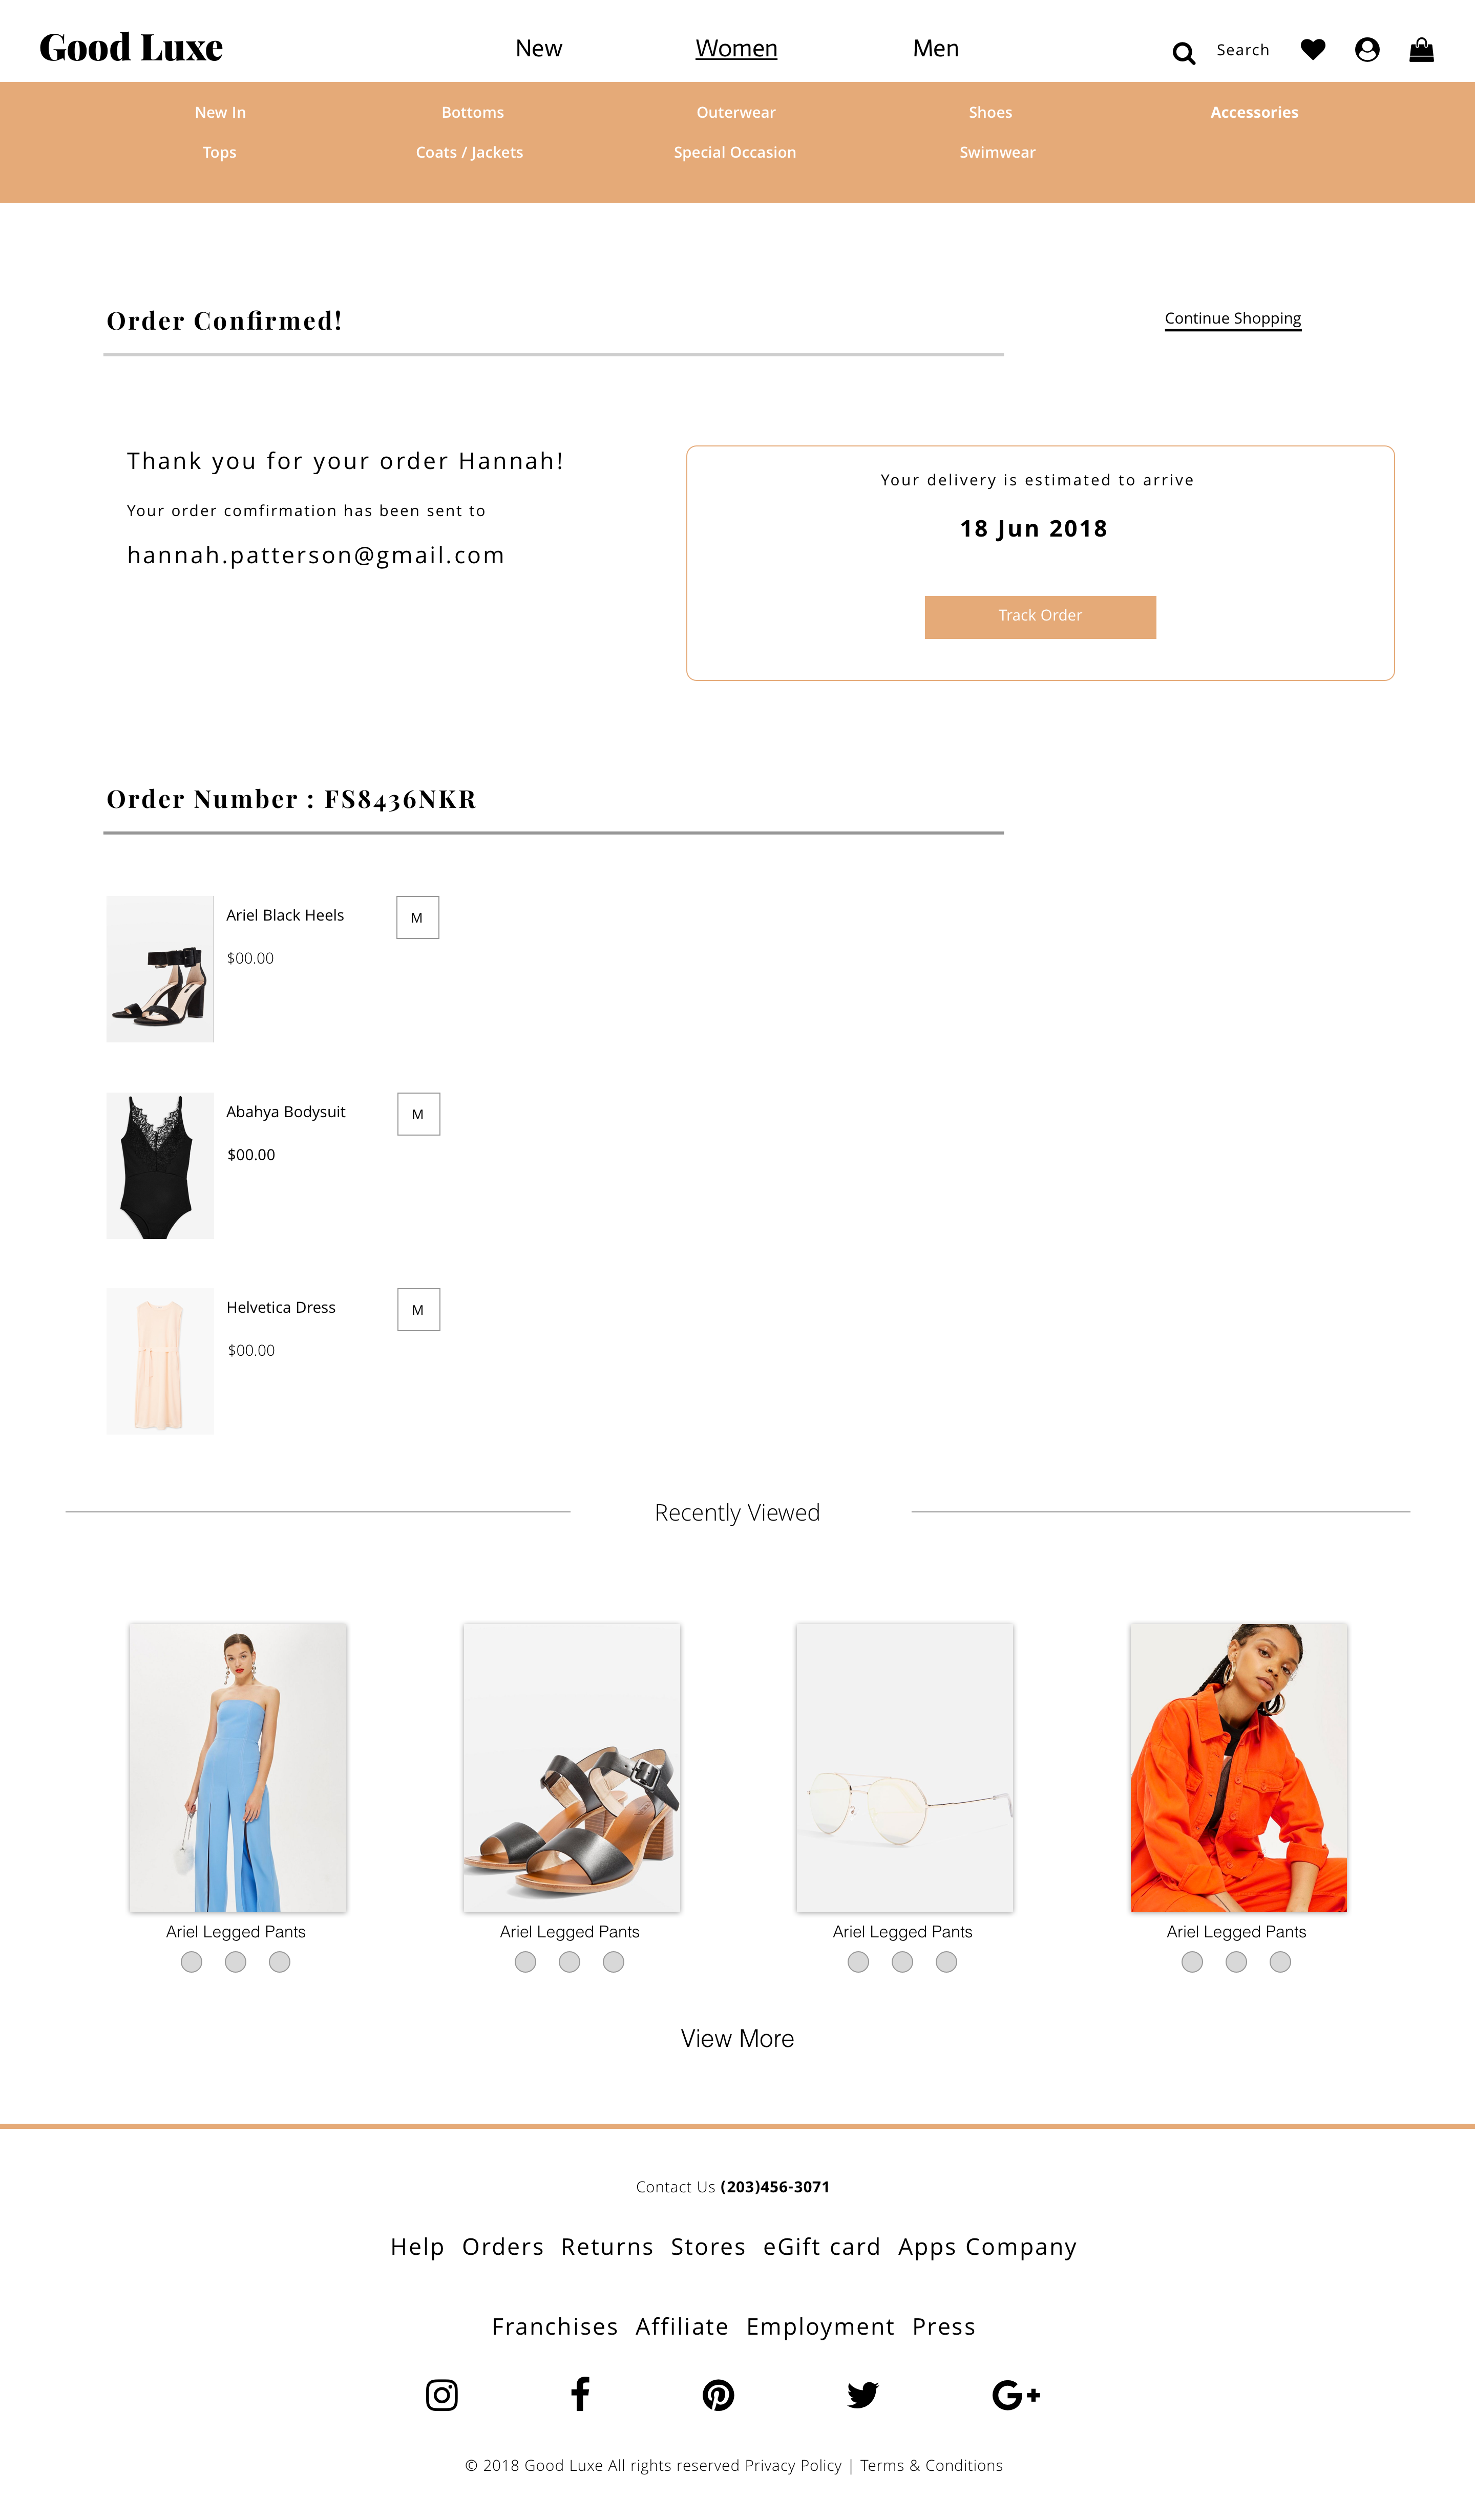 Good Luxe
New Women Men Search
New In Bottoms Outerwear Shoes Accessories
Tops Coats / Jackets Special Occasion Swimwear
Order Confirmed!
Continue Shopping
Thank you for your order Hannah!
Your order comfirmation has been sent to
hannah.patterson@gmail.com
Your delivery is estimated to arrive
18 Jun 2018
Track Order
Order Number : FS8436NKR
Ariel Black Heels M
$00.00
Abahya Bodysuit M
$00.00
Helvetica Dress M
$00.00
Recently Viewed
Ariel Legged Pants Ariel Legged Pants Ariel Legged Pants Ariel Legged Pants
View More
Contact Us (203)456-3071
Help Orders Returns Stores eGift card Apps Company
Franchises Affiliate Employment Press
© 2018 Good Luxe All rights reserved Privacy Policy | Terms & Conditions